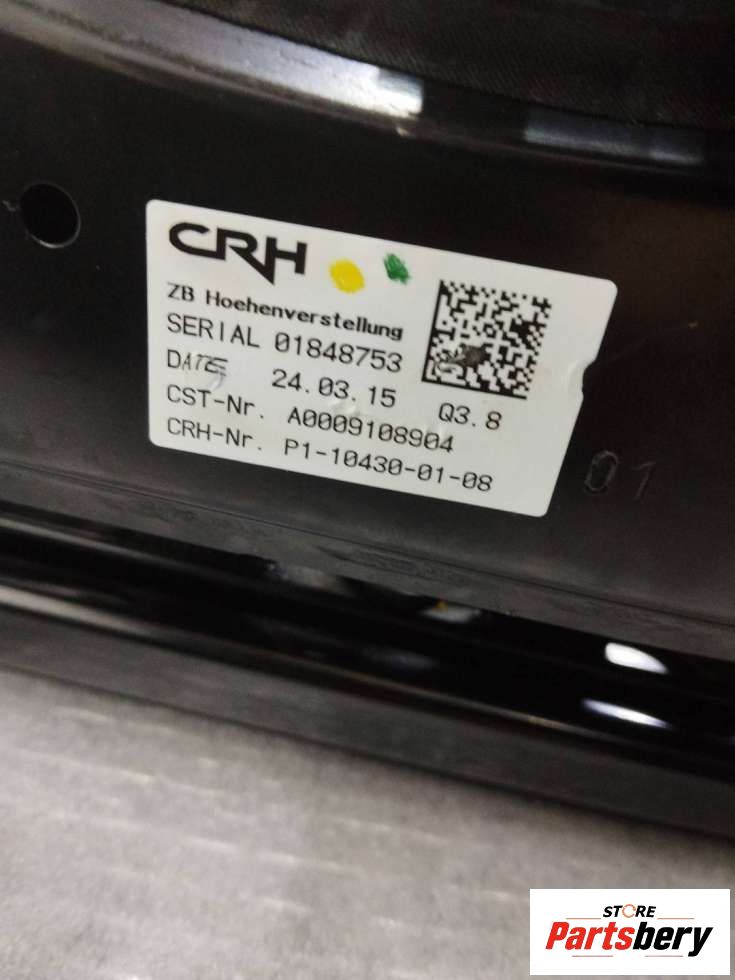 CRH
ZB Hoehenverstellung
SERIAL 01848753
DATE 24.03.15 Q3.8
CST-Nr. A0009108904
CRH-Nr. P1-10430-01-08
01
STORE
Partsbery